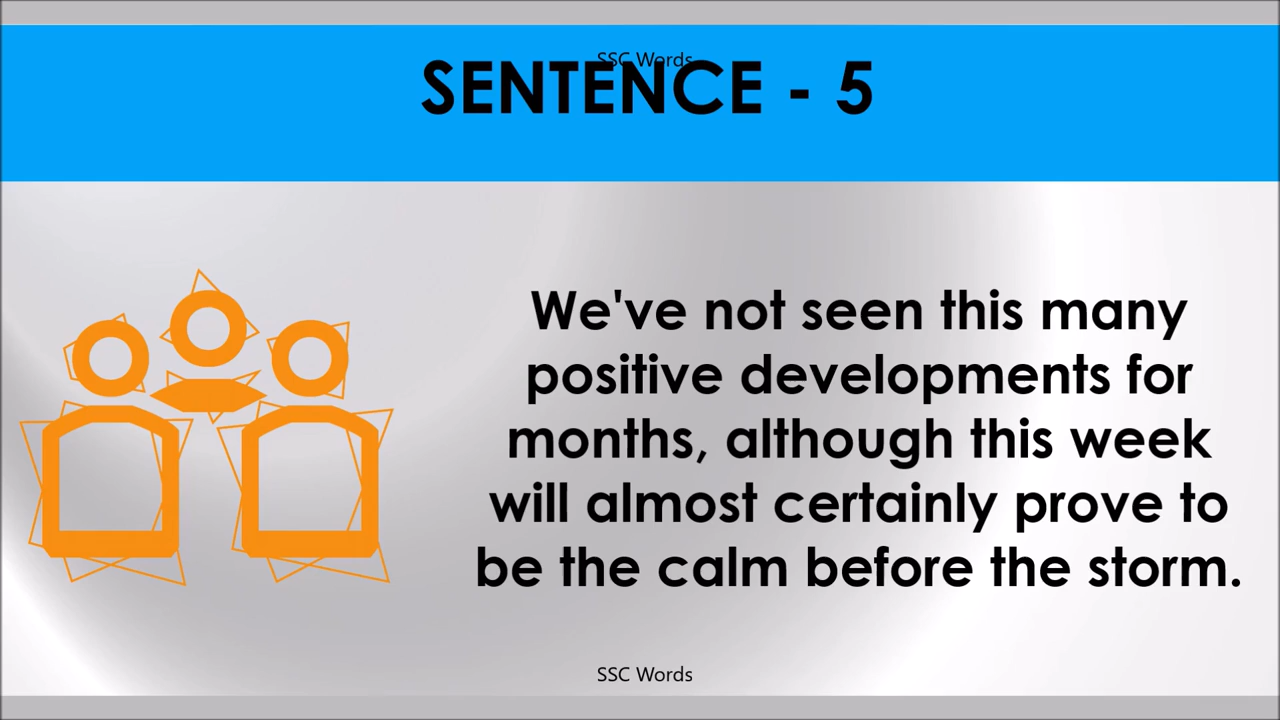 SSC Words
SENTENCE - 5
We've not seen this many
positive developments for
months, although this week
will almost certainly prove to
be the calm before the storm.
SSC Words